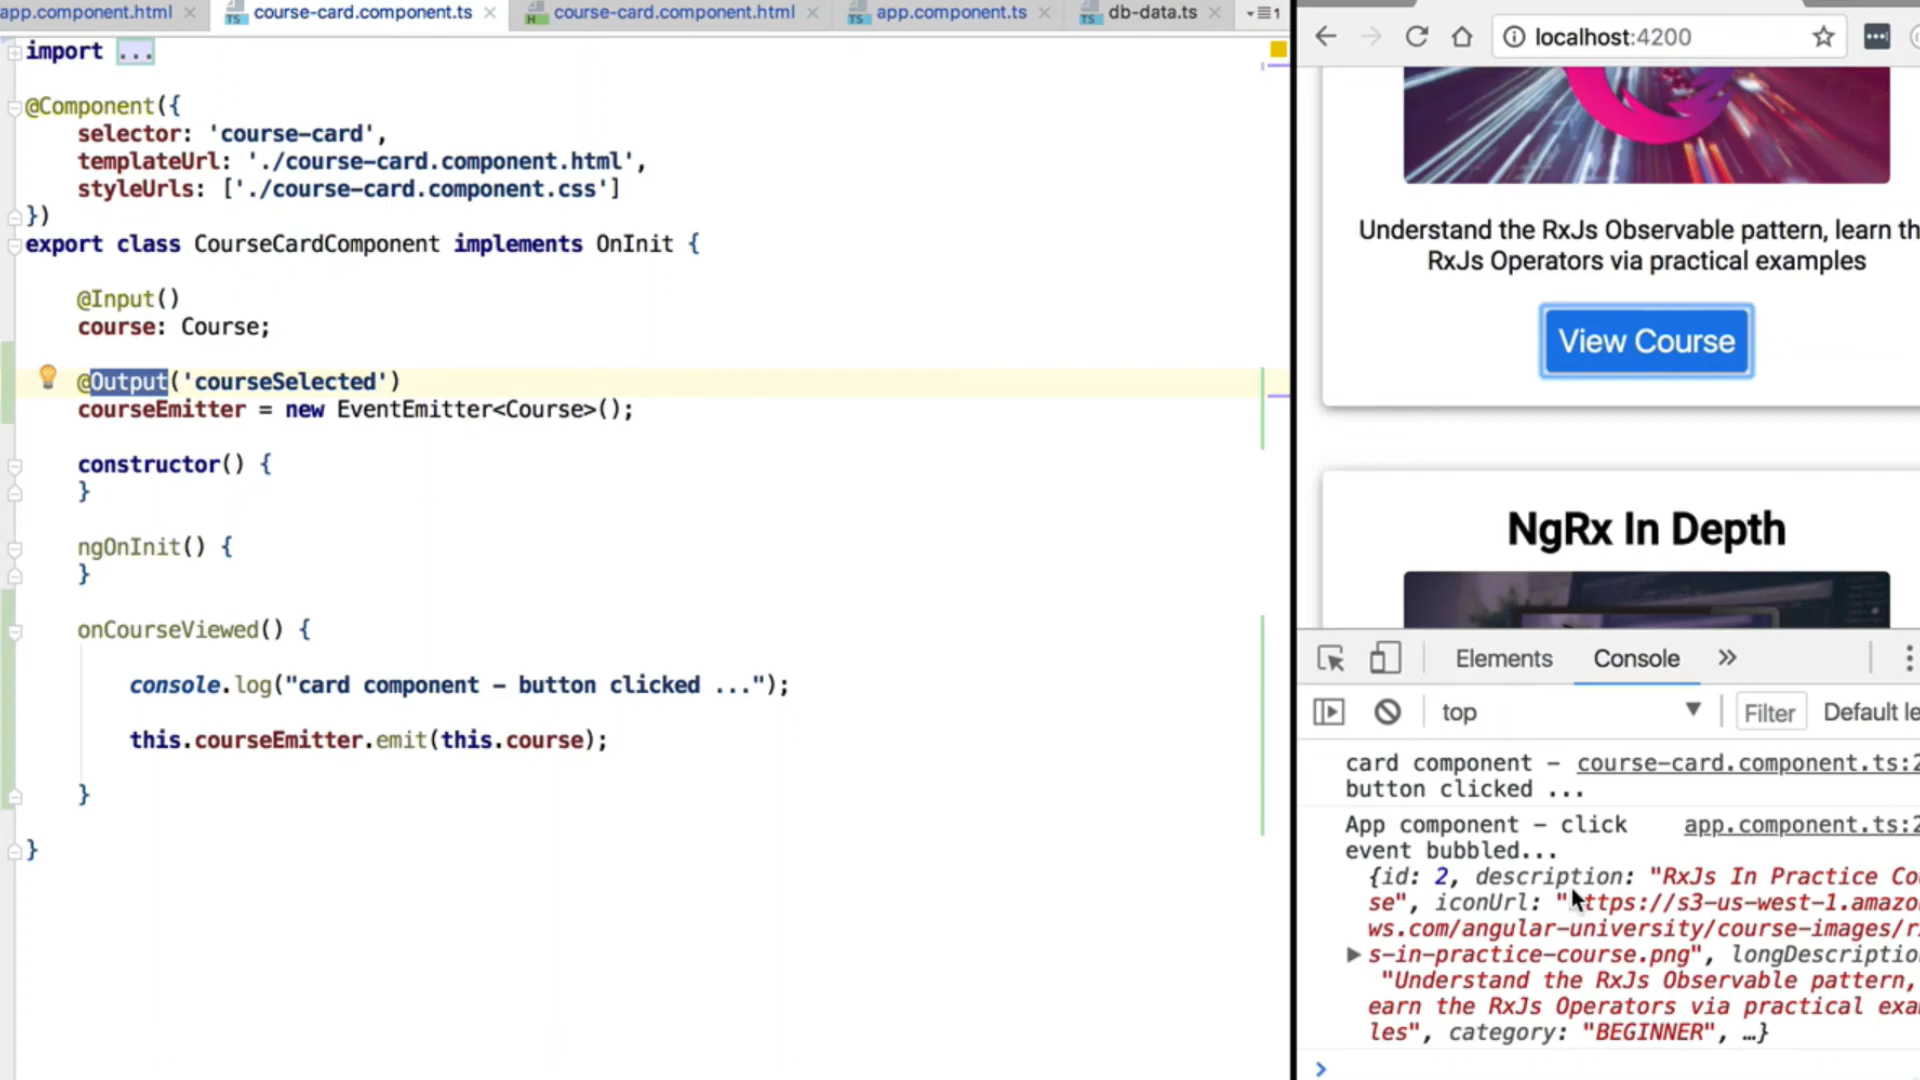 app.component.html
course-card.component.ts
course-card.component.html
app.component.ts
db-data.ts
import ...
@Component({
selector: 'course-card',
templateUrl: './course-card.component.html',
styleUrls: ['./course-card.component.css']
})
export class CourseCardComponent implements OnInit {
@Input()
course: Course;
@Output('courseSelected')
courseEmitter = new EventEmitter<Course>();
constructor() {
}
ngOnInit() {
}
onCourseViewed() {
console.log("card component - button clicked ...");
this.courseEmitter.emit(this.course);
}
}
localhost:4200
Understand the RxJs Observable pattern, learn th
RxJs Operators via practical examples
View Course
NgRx In Depth
Elements
Console
top
Filter
Default le
card component - course-card.component.ts:2
button clicked ...
App component - click app.component.ts:2
event bubbled...
{id: 2, description: "RxJs In Practice Co
se", iconUrl: "https://s3-us-west-1.amazo
ws.com/angular-university/course-images/r
s-in-practice-course.png", longDescriptio
"Understand the RxJs Observable pattern,
earn the RxJs Operators via practical exa
les", category: "BEGINNER", …}